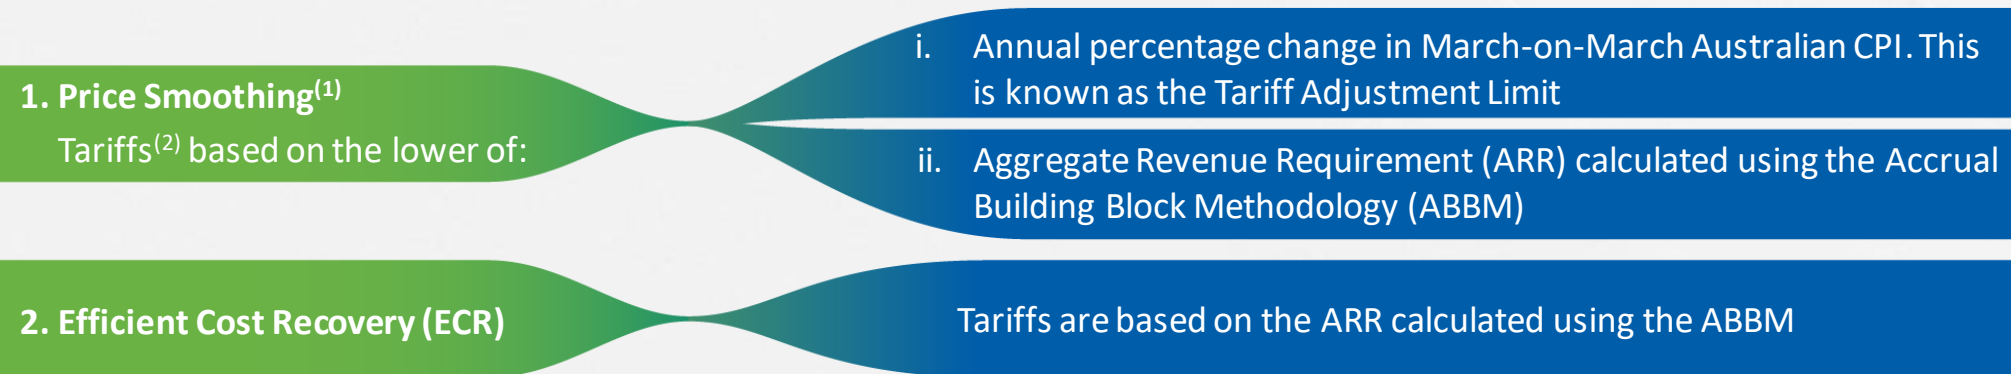 1. Price Smoothing(1)
Tariffs(2) based on the lower of:
i. Annual percentage change in March-on-March Australian CPI. This
is known as the Tariff Adjustment Limit
ii. Aggregate Revenue Requirement (ARR) calculated using the Accrual
Building Block Methodology (ABBM)
2. Efficient Cost Recovery (ECR)
Tariffs are based on the ARR calculated using the ABBM